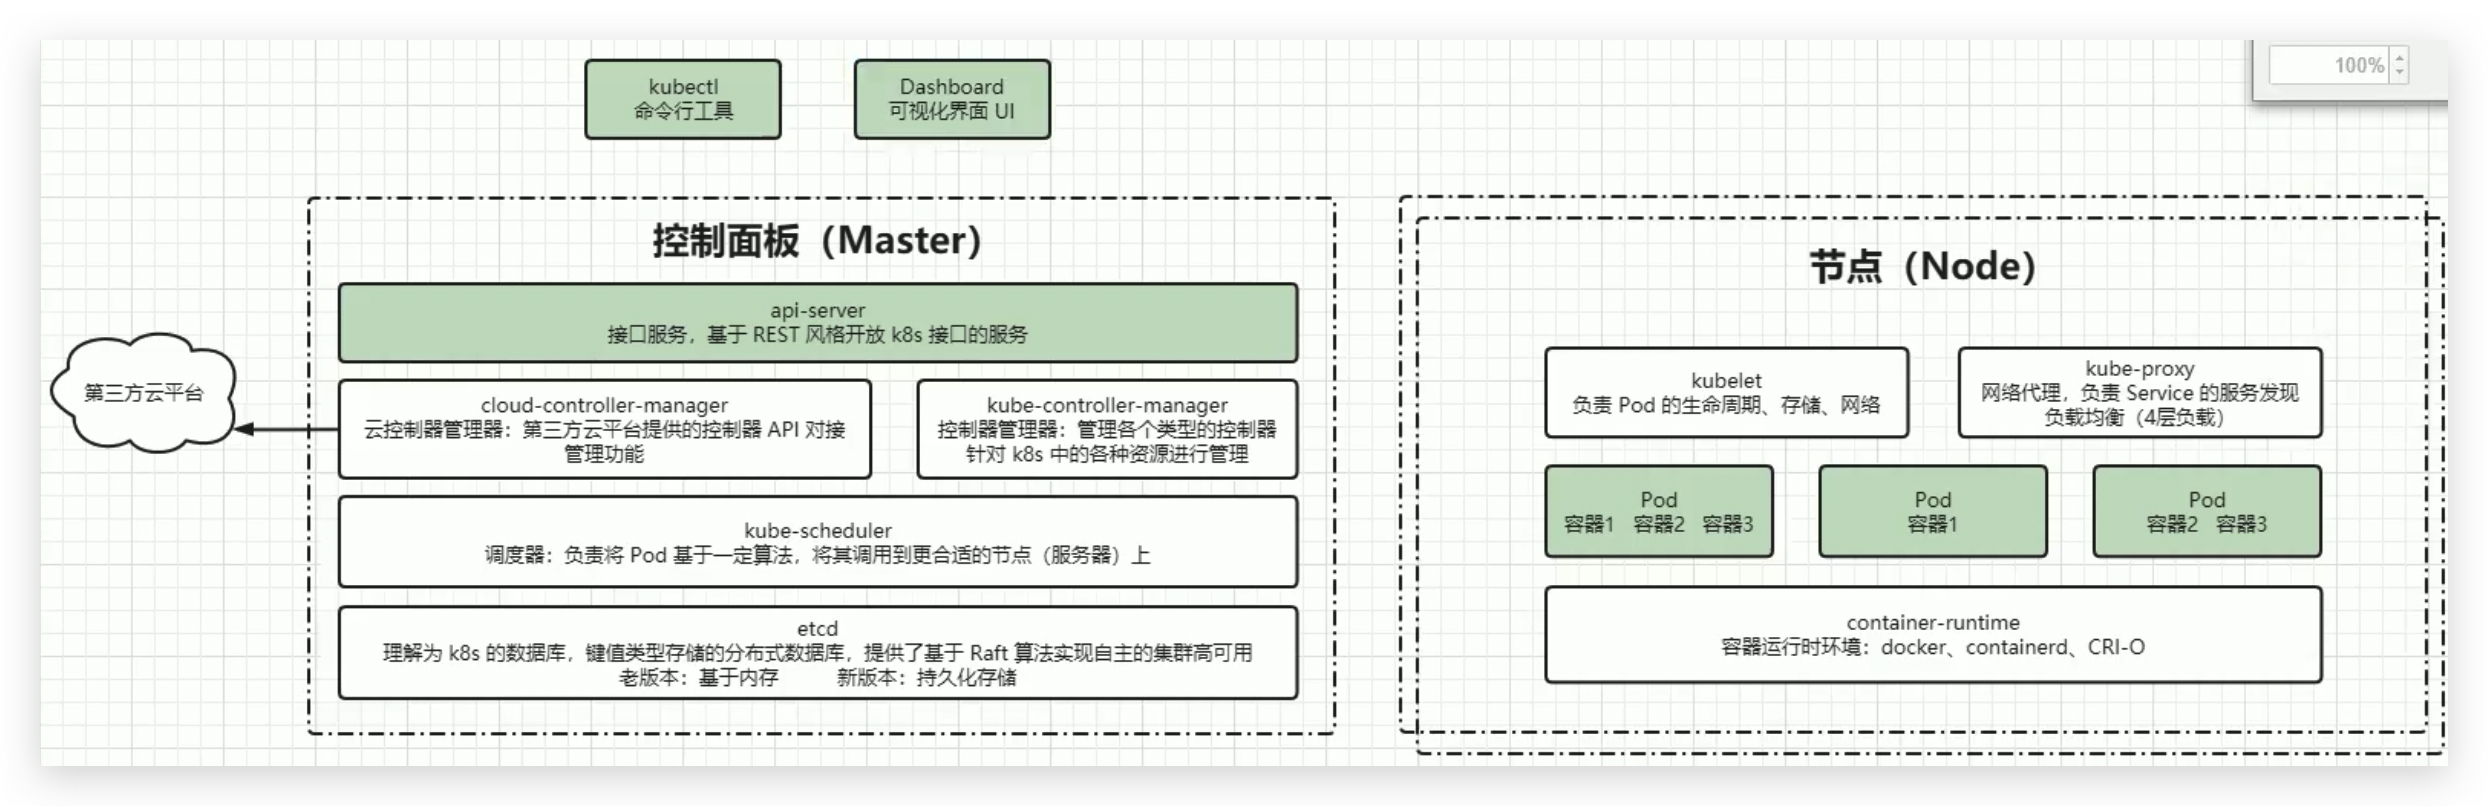 100%
kubectl
命令行工具
Dashboard
可视化界面 UI
控制面板（Master）
api-server
接口服务，基于 REST 风格开放 k8s 接口的服务
第三方云平台
cloud-controller-manager
云控制器管理器：第三方云平台提供的控制器 API 对接
管理功能
kube-controller-manager
控制器管理器：管理各个类型的控制器
针对 k8s 中的各种资源进行管理
kube-scheduler
调度器：负责将 Pod 基于一定算法，将其调用到更合适的节点（服务器）上
etcd
理解为 k8s 的数据库，键值类型存储的分布式数据库，提供了基于 Raft 算法实现自主的集群高可用
老版本：基于内存 新版本：持久化存储
节点（Node）
kubelet
负责 Pod 的生命周期、存储、网络
kube-proxy
网络代理，负责 Service 的服务发现
负载均衡（4层负载）
Pod
容器1 容器2 容器3
Pod
容器1
Pod
容器2 容器3
container-runtime
容器运行时环境：docker、containerd、CRI-O